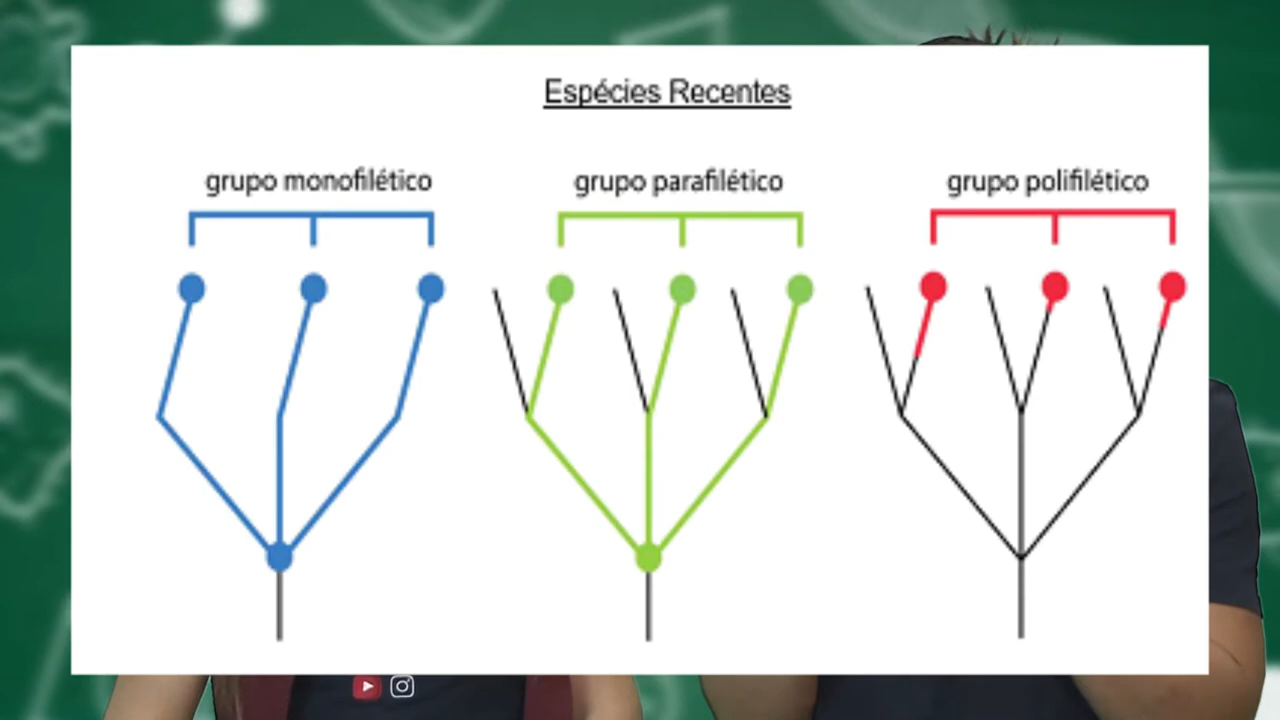 Espécies Recentes
grupo monofilético
grupo parafilético
grupo polifilético